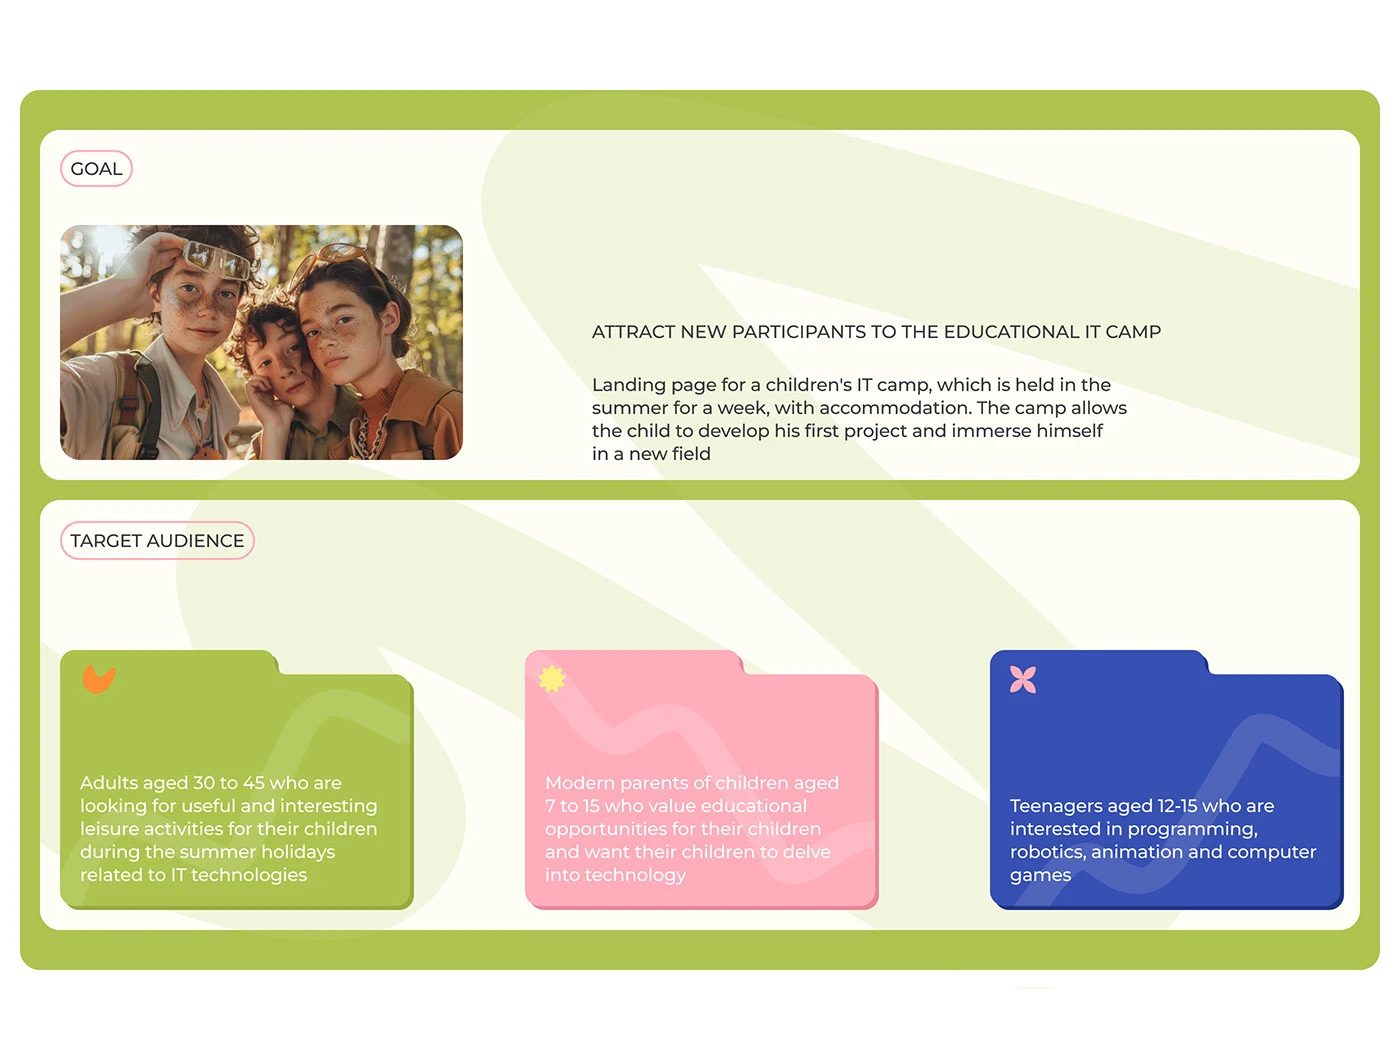 GOAL
ATTRACT NEW PARTICIPANTS TO THE EDUCATIONAL IT CAMP
Landing page for a children's IT camp, which is held in the
summer for a week, with accommodation. The camp allows
the child to develop his first project and immerse himself
in a new field
TARGET AUDIENCE
Adults aged 30 to 45 who are
looking for useful and interesting
leisure activities for their children
during the summer holidays
related to IT technologies
Modern parents of children aged
7 to 15 who value educational
opportunities for their children
and want their children to delve
into technology
Teenagers aged 12-15 who are
interested in programming,
robotics, animation and computer
games